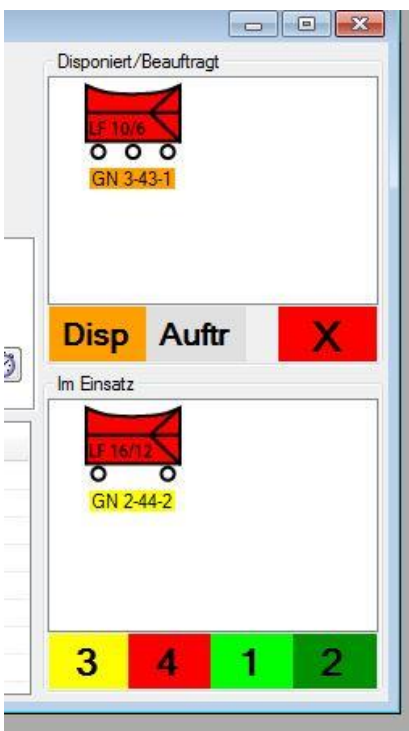 Disponiert/Beauftragt
LF 10/6
GN 3-43-1
Disp Auftr X
Im Einsatz
LF 16/12
GN 2-44-2
3 4 1 2